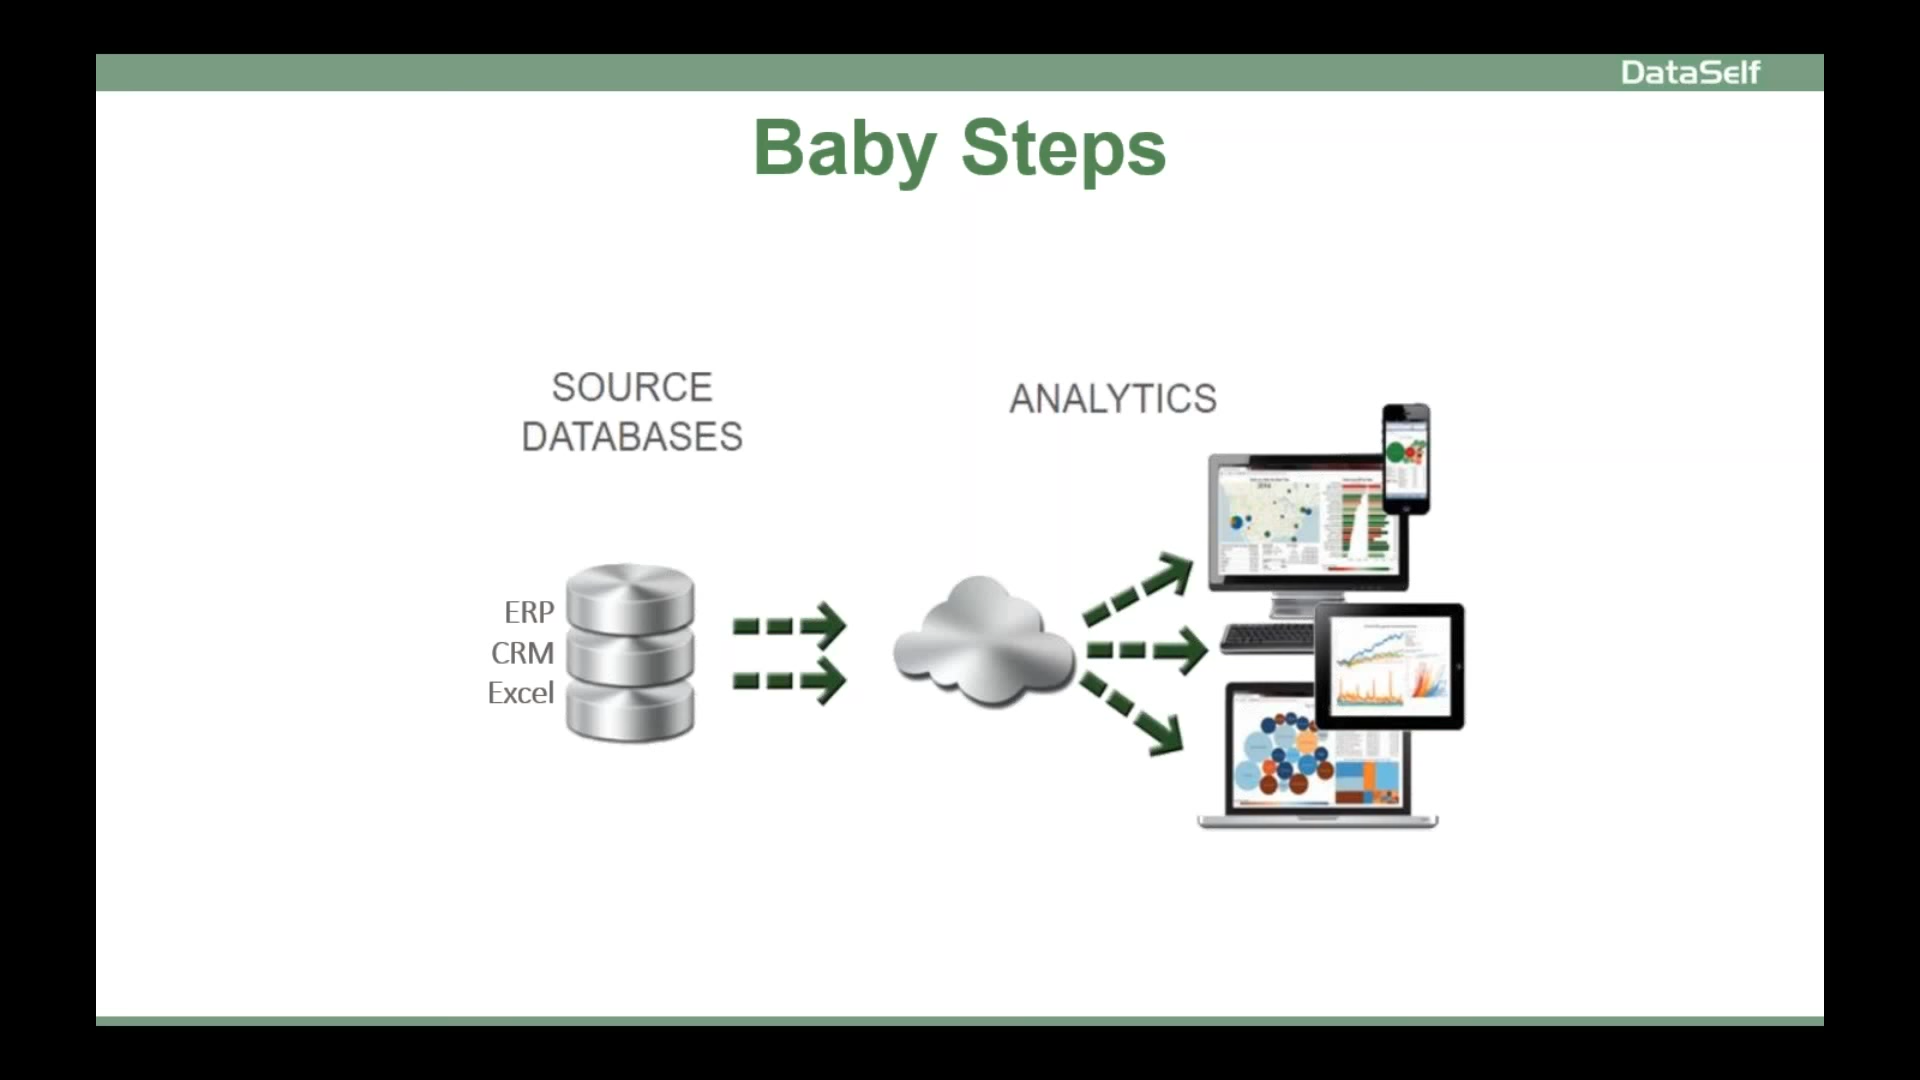 DataSelf
Baby Steps
SOURCE
DATABASES
ANALYTICS
ERP
CRM
Excel